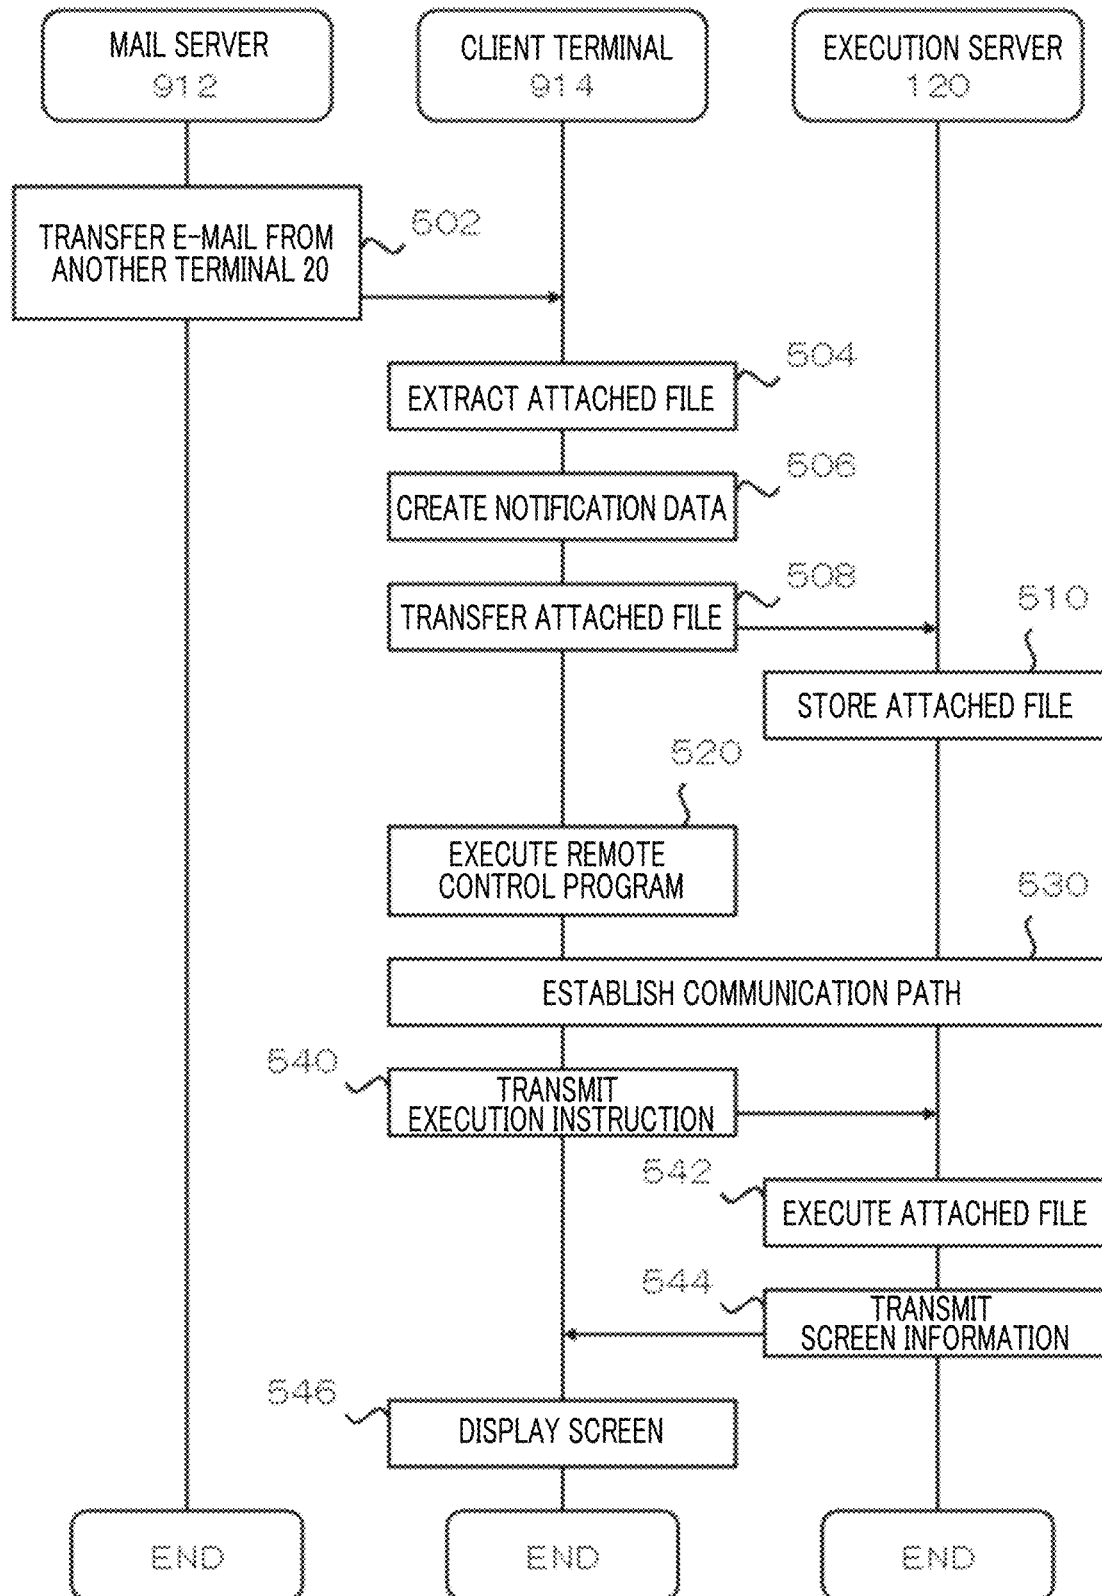 MAIL SERVER
912
CLIENT TERMINAL
914
EXECUTION SERVER
120
TRANSFER E-MAIL FROM
ANOTHER TERMINAL 20
502
EXTRACT ATTACHED FILE
504
CREATE NOTIFICATION DATA
506
TRANSFER ATTACHED FILE
508
510
STORE ATTACHED FILE
520
EXECUTE REMOTE
CONTROL PROGRAM
530
ESTABLISH COMMUNICATION PATH
540
TRANSMIT
EXECUTION INSTRUCTION
542
EXECUTE ATTACHED FILE
544
TRANSMIT
SCREEN INFORMATION
546
DISPLAY SCREEN
END
END
END